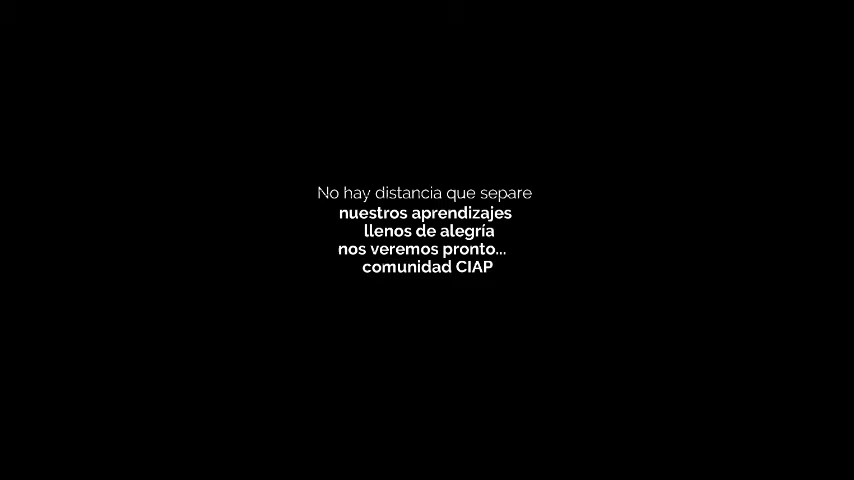 No hay distancia que separe
nuestros aprendizajes
llenos de alegría
nos veremos pronto...
comunidad CIAP